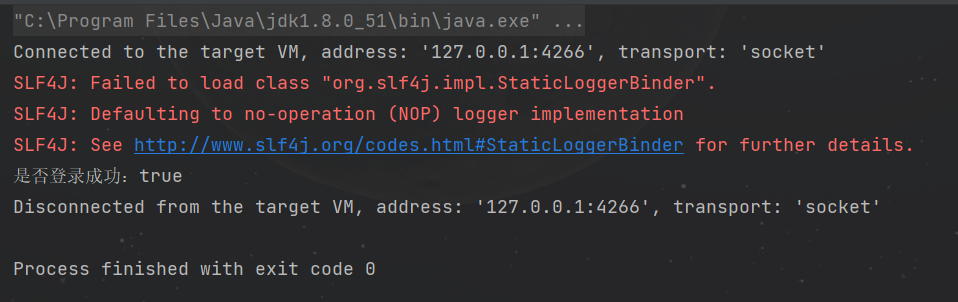 "C:\Program Files\Java\jdk1.8.0_51\bin\java.exe" ...
Connected to the target VM, address: '127.0.0.1:4266', transport: 'socket'
SLF4J: Failed to load class "org.slf4j.impl.StaticLoggerBinder".
SLF4J: Defaulting to no-operation (NOP) logger implementation
SLF4J: See http://www.slf4j.org/codes.html#StaticLoggerBinder for further details.
是否登录成功：true
Disconnected from the target VM, address: '127.0.0.1:4266', transport: 'socket'
Process finished with exit code 0